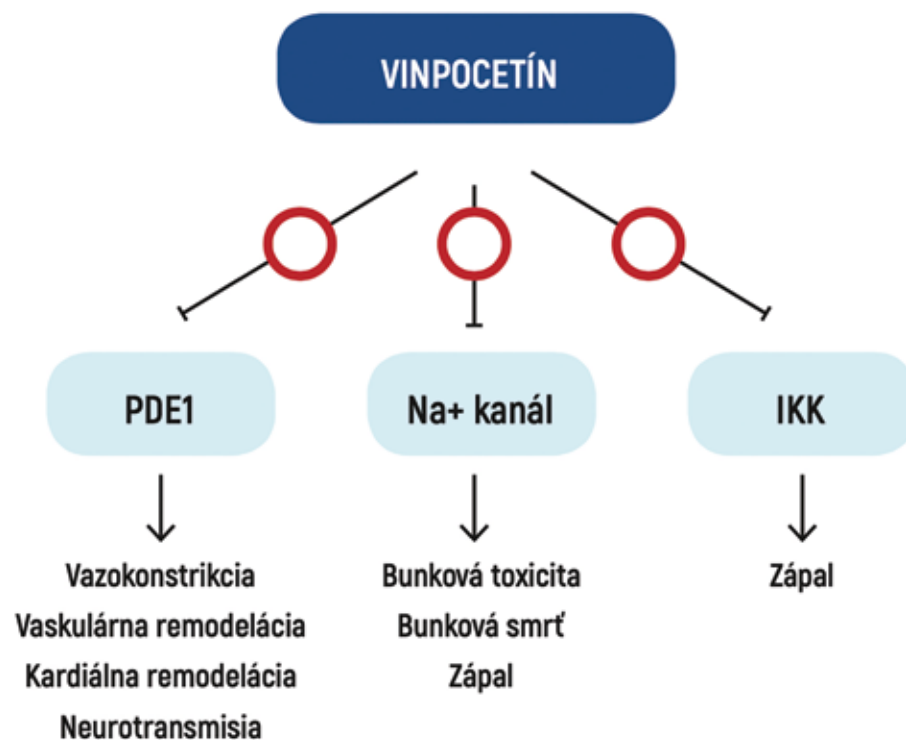 VINPOCETÍN
PDE1
Na+ kanál
IKK
Vazokonstrikcia
Vaskulárna remodelácia
Kardiálna remodelácia
Neurotransmisia
Bunková toxicita
Bunková smrť
Zápal
Zápal